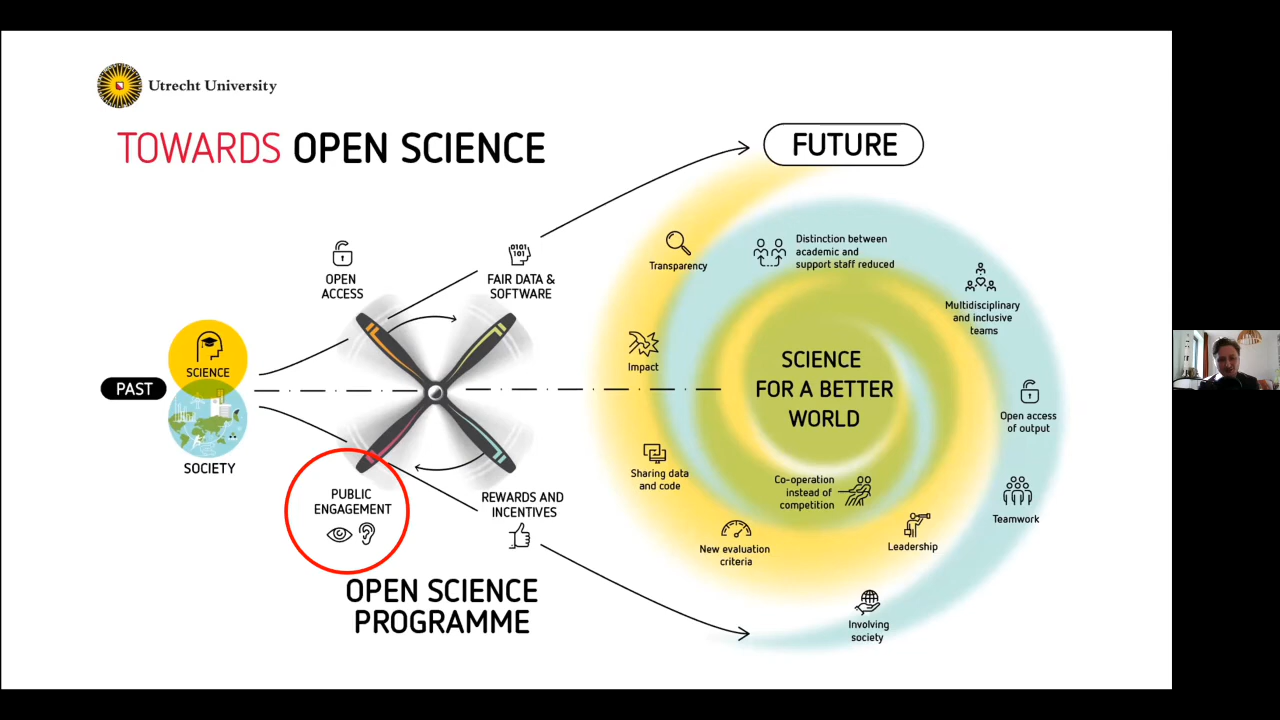 Utrecht University
TOWARDS OPEN SCIENCE
FUTURE
OPEN
ACCESS
FAIR DATA &
SOFTWARE
PAST
SCIENCE
SOCIETY
PUBLIC
ENGAGEMENT
REWARDS AND
INCENTIVES
OPEN SCIENCE
PROGRAMME
Transparency
Distinction between
academic and
support staff reduced
Multidisciplinary
and inclusive
teams
Impact
SCIENCE
FOR A BETTER
WORLD
Open access
of output
Sharing data
and code
Co-operation
instead of
competition
Teamwork
New evaluation
criteria
Leadership
Involving
society
0101
101